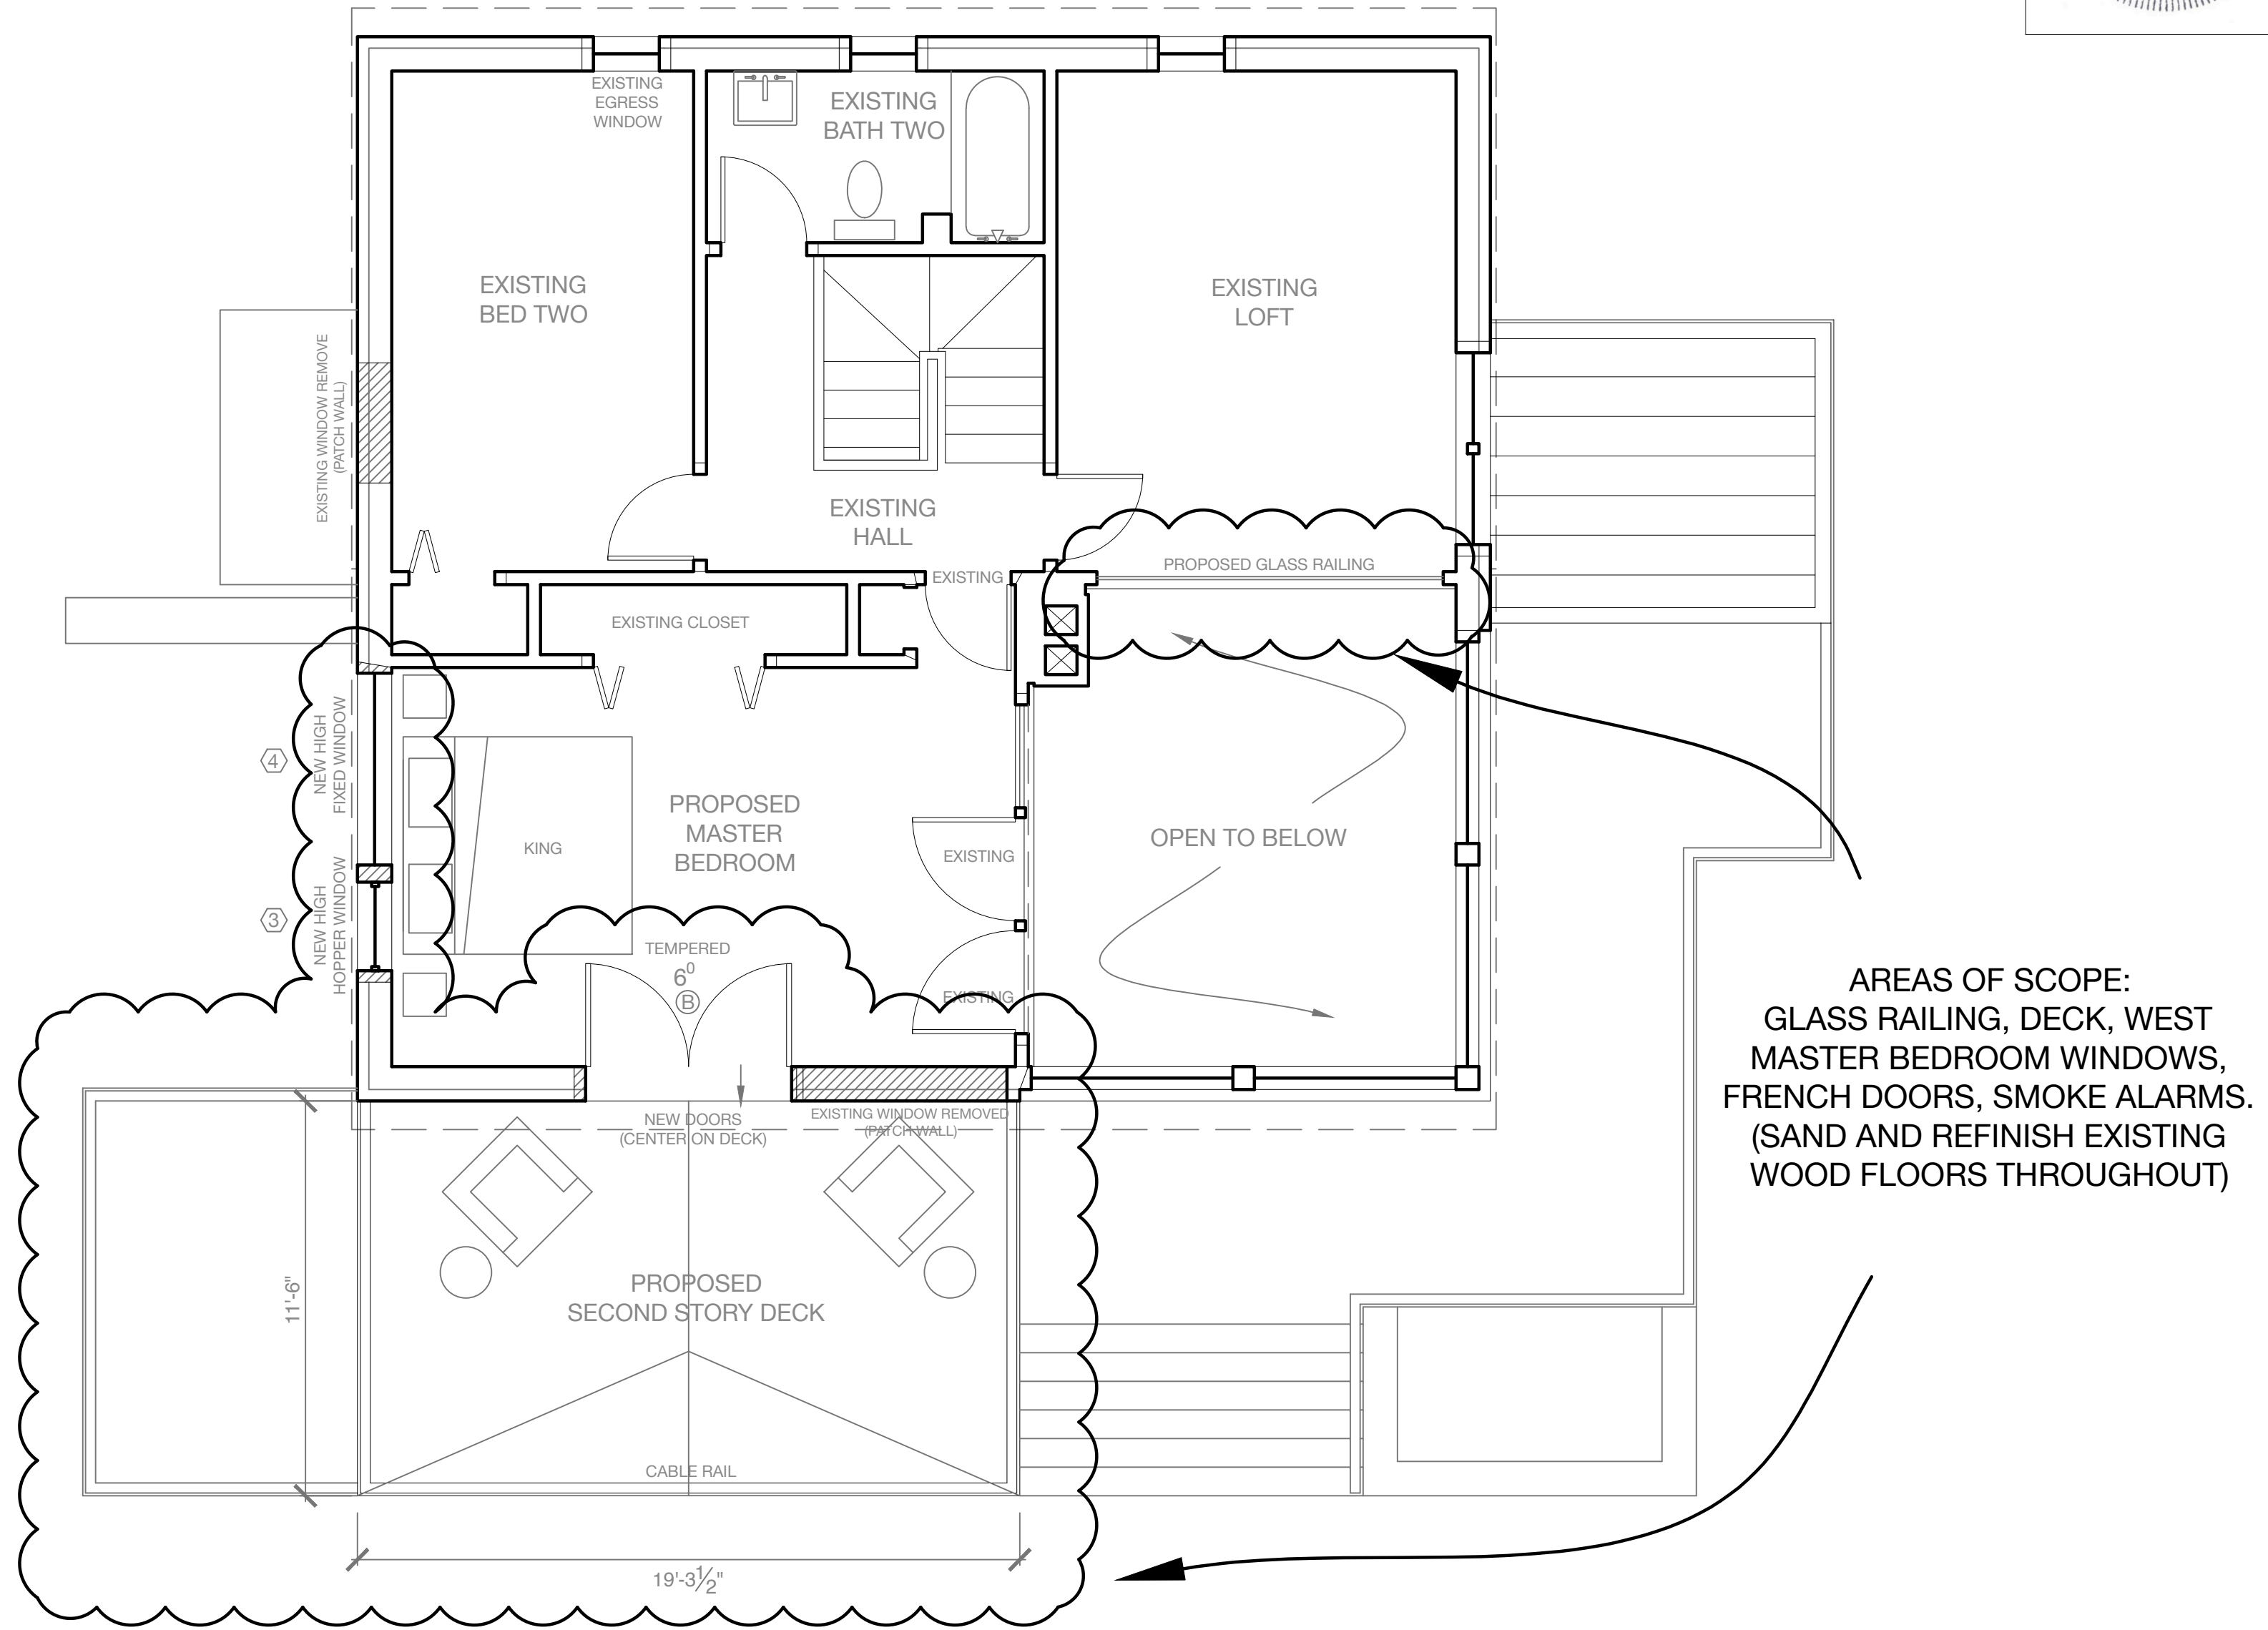 EXISTING
EGRESS
WINDOW
EXISTING
BATH TWO
EXISTING
BED TWO
EXISTING
LOFT
EXISTING WINDOW REMOVE
(PATCH WALL)
EXISTING
HALL
PROPOSED GLASS RAILING
EXISTING
EXISTING CLOSET
4
NEW HIGH
FIXED WINDOW
PROPOSED
MASTER
BEDROOM
KING
EXISTING
OPEN TO BELOW
3
NEW HIGH
HOPPER WINDOW
TEMPERED
6⁰
B
EXISTING
AREAS OF SCOPE:
GLASS RAILING, DECK, WEST
MASTER BEDROOM WINDOWS,
FRENCH DOORS, SMOKE ALARMS.
(SAND AND REFINISH EXISTING
WOOD FLOORS THROUGHOUT)
NEW DOORS
(CENTER ON DECK)
EXISTING WINDOW REMOVED
(PATCH WALL)
11'-6"
PROPOSED
SECOND STORY DECK
CABLE RAIL
19'-3½"